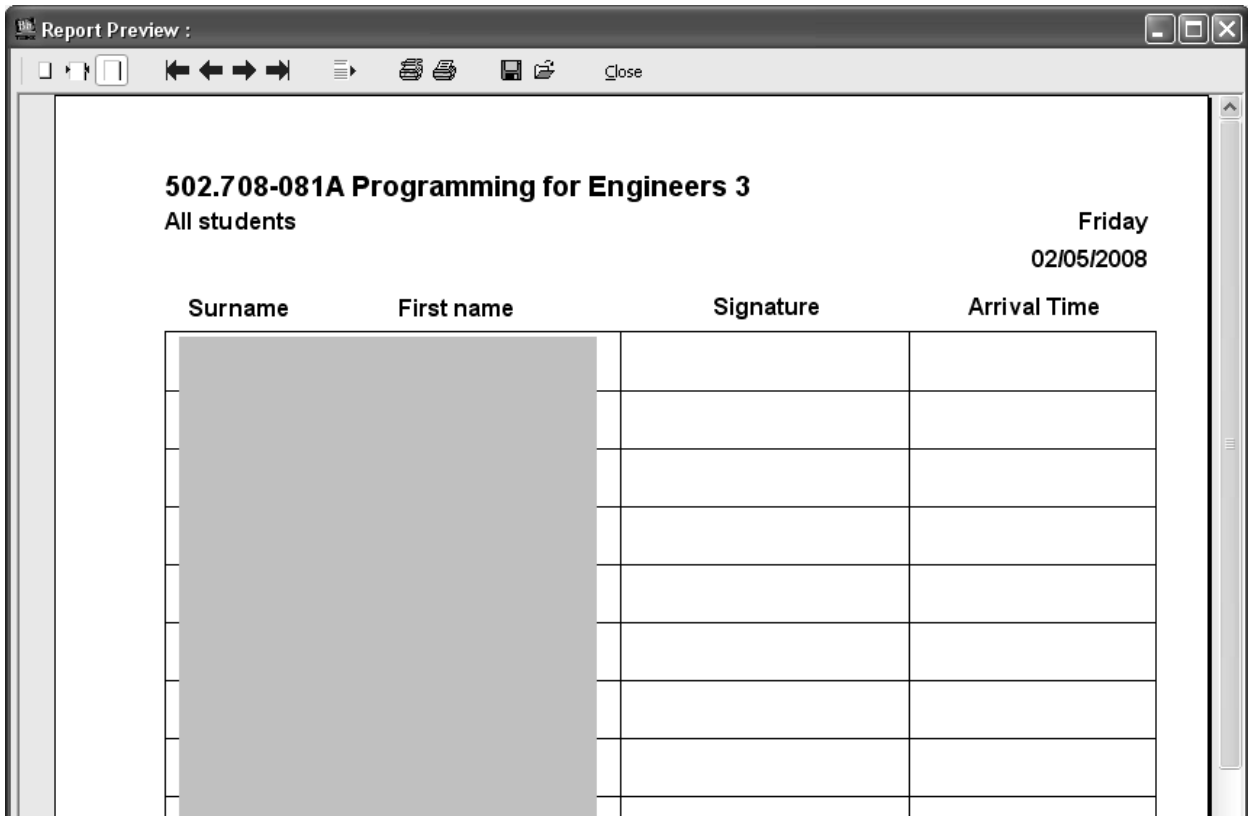 Report Preview :
Close
502.708-081A Programming for Engineers 3
All students Friday
02/05/2008
Surname First name Signature Arrival Time